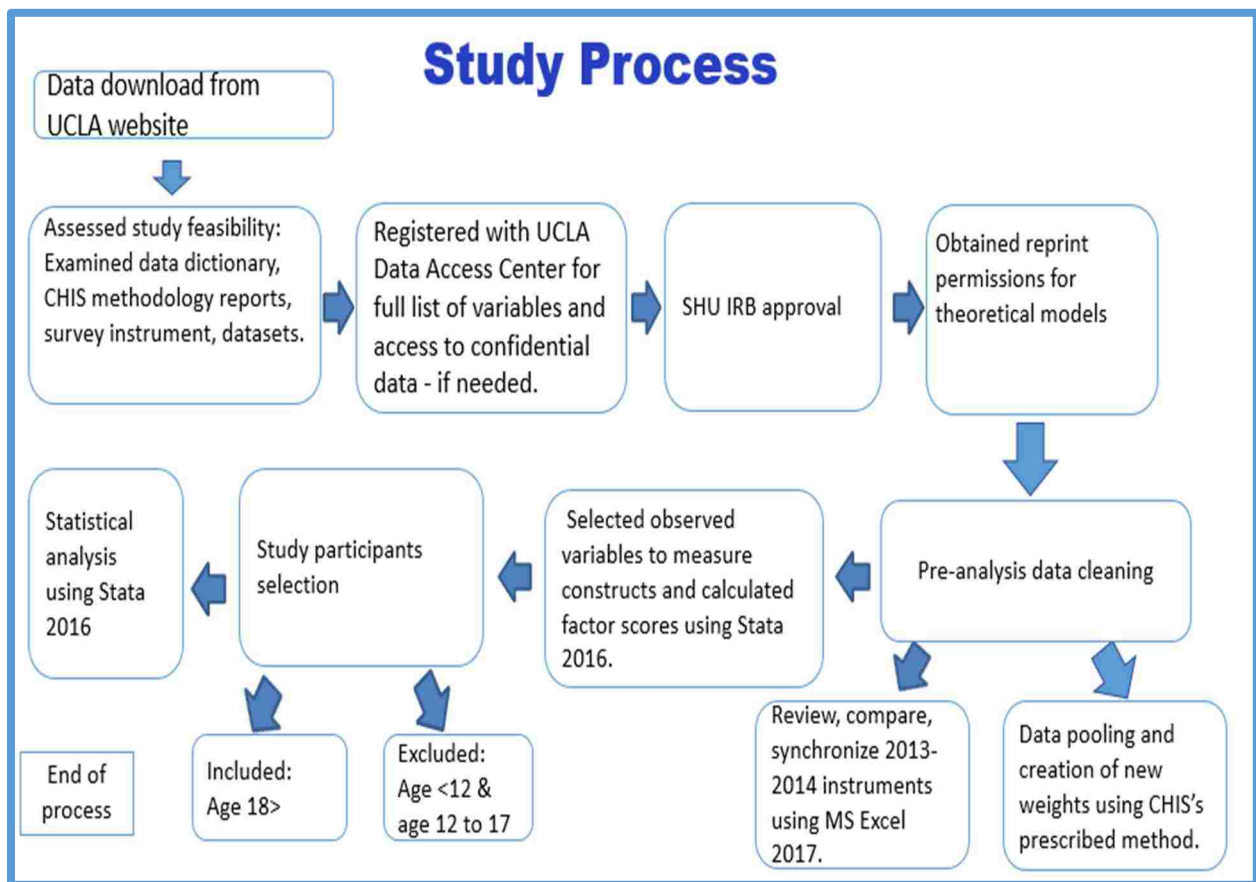 Study Process
Data download from
UCLA website
Assessed study feasibility:
Examined data dictionary,
CHIS methodology reports,
survey instrument, datasets.
Registered with UCLA
Data Access Center for
full list of variables and
access to confidential
data - if needed.
SHU IRB approval
Obtained reprint
permissions for
theoretical models
Pre-analysis data cleaning
Review, compare,
synchronize 2013-
2014 instruments
using MS Excel
2017.
Data pooling and
creation of new
weights using CHIS’s
prescribed method.
Selected observed
variables to measure
constructs and calculated
factor scores using Stata
2016.
Study participants
selection
Included:
Age 18>
Excluded:
Age <12 &
age 12 to 17
Statistical
analysis
using Stata
2016
End of
process